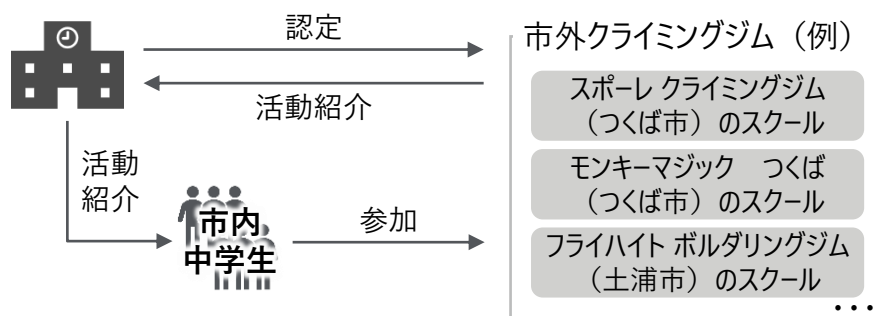 認定
活動紹介
活動
紹介
市内
中学生
参加
市外クライミングジム（例）
スポーレ クライミングジム
（つくば市）のスクール
モンキーマジック　つくば
（つくば市）のスクール
フライハイト ボルダリングジム
（土浦市）のスクール
・・・